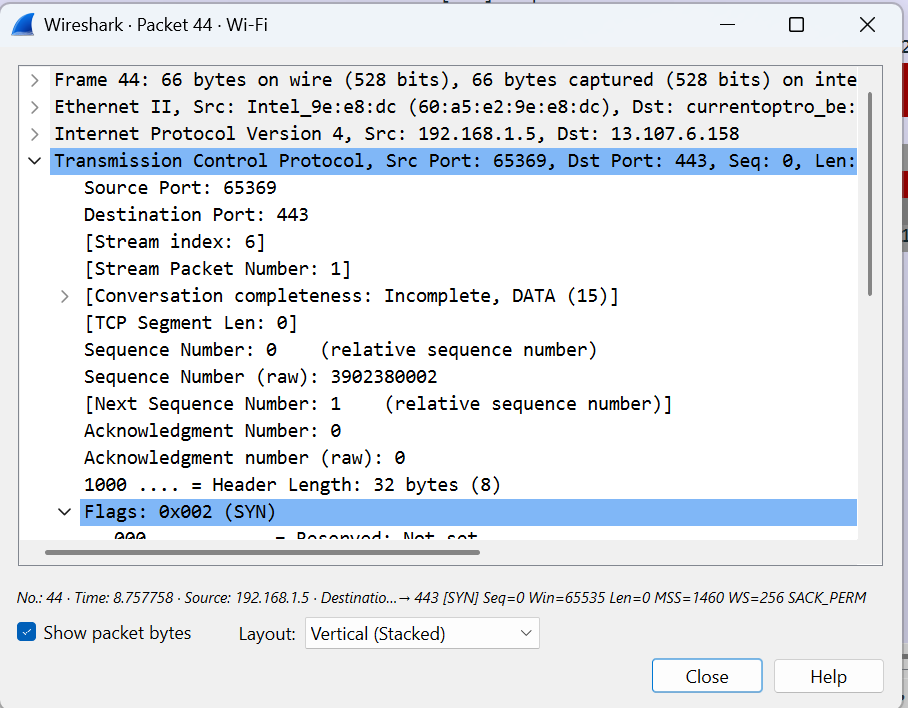 Wireshark · Packet 44 · Wi-Fi
Frame 44: 66 bytes on wire (528 bits), 66 bytes captured (528 bits) on inte
Ethernet II, Src: Intel_9e:e8:dc (60:a5:e2:9e:e8:dc), Dst: currentoptro_be:
Internet Protocol Version 4, Src: 192.168.1.5, Dst: 13.107.6.158
Transmission Control Protocol, Src Port: 65369, Dst Port: 443, Seq: 0, Len:
Source Port: 65369
Destination Port: 443
[Stream index: 6]
[Stream Packet Number: 1]
[Conversation completeness: Incomplete, DATA (15)]
[TCP Segment Len: 0]
Sequence Number: 0    (relative sequence number)
Sequence Number (raw): 3902380002
[Next Sequence Number: 1    (relative sequence number)]
Acknowledgment Number: 0
Acknowledgment number (raw): 0
1000 .... = Header Length: 32 bytes (8)
Flags: 0x002 (SYN)
000. .... .... = Reserved: Not set
No.: 44 · Time: 8.757758 · Source: 192.168.1.5 · Destinatio...→ 443 [SYN] Seq=0 Win=65535 Len=0 MSS=1460 WS=256 SACK_PERM
Show packet bytes
Layout: Vertical (Stacked)
Close
Help